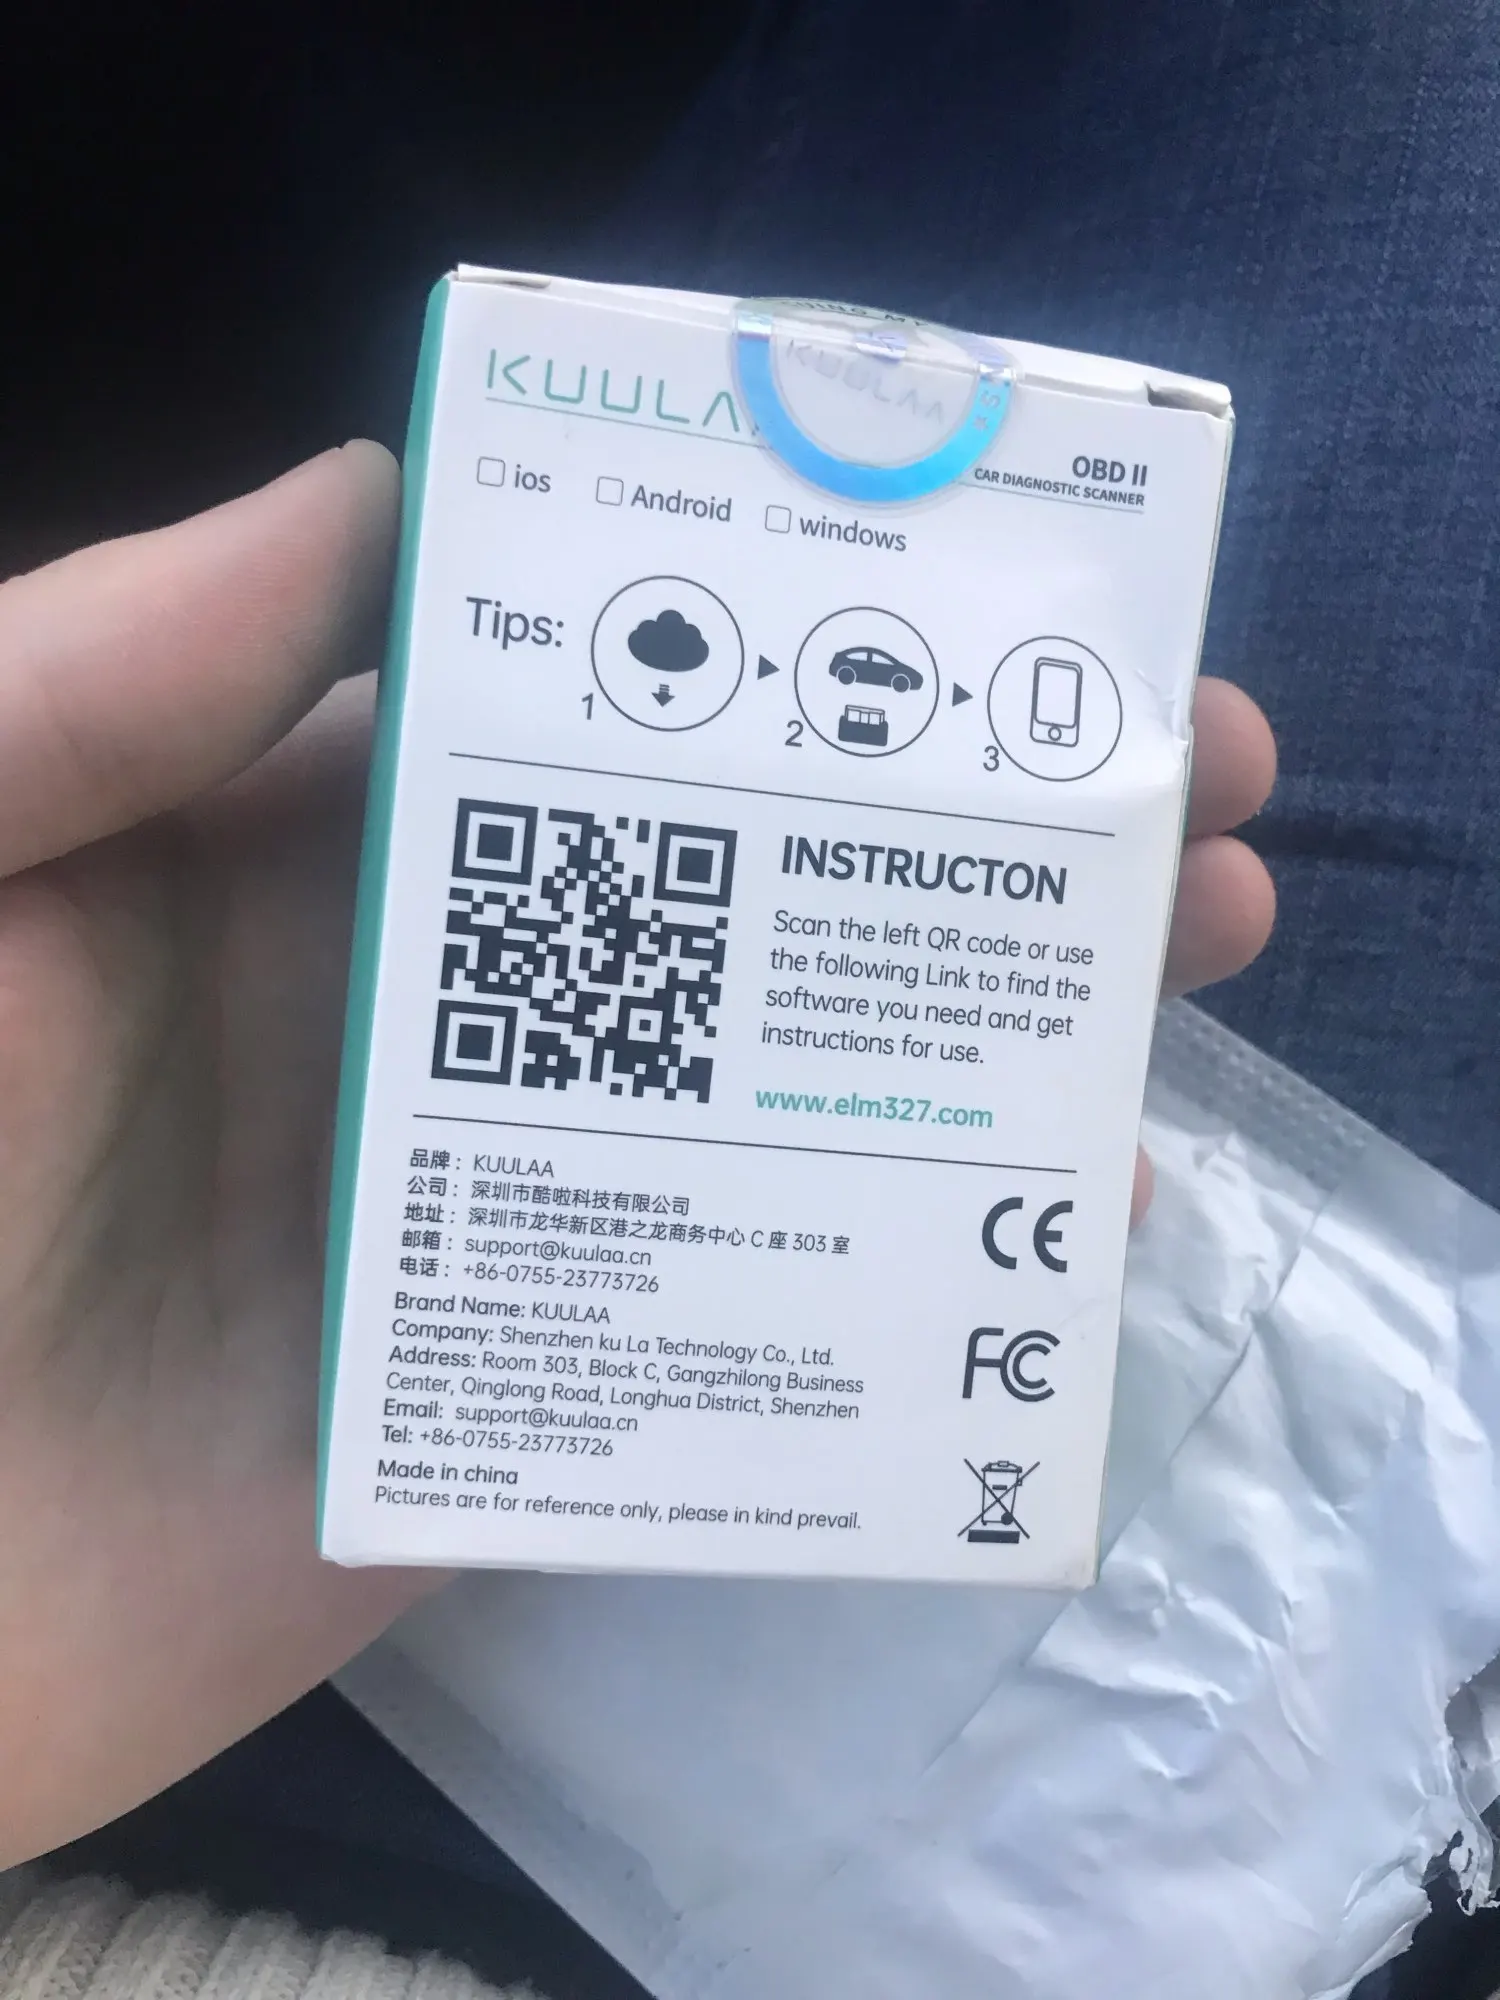 KUULA
KUULAA
OBD II
CAR DIAGNOSTIC SCANNER
ios
Android
windows
Tips:
1
2
3
INSTRUCTON
Scan the left QR code or use
the following Link to find the
software you need and get
instructions for use.
www.elm327.com
品牌：KUULAA
公司：深圳市酷啦科技有限公司
地址：深圳市龙华新区港之龙商务中心 C 座 303 室
邮箱：support@kuulaa.cn
电话：+86-0755-23773726
Brand Name: KUULAA
Company: Shenzhen ku La Technology Co., Ltd.
Address: Room 303, Block C, Gangzhilong Business
Center, Qinglong Road, Longhua District, Shenzhen
Email: support@kuulaa.cn
Tel: +86-0755-23773726
Made in china
Pictures are for reference only, please in kind prevail.
CE
FC